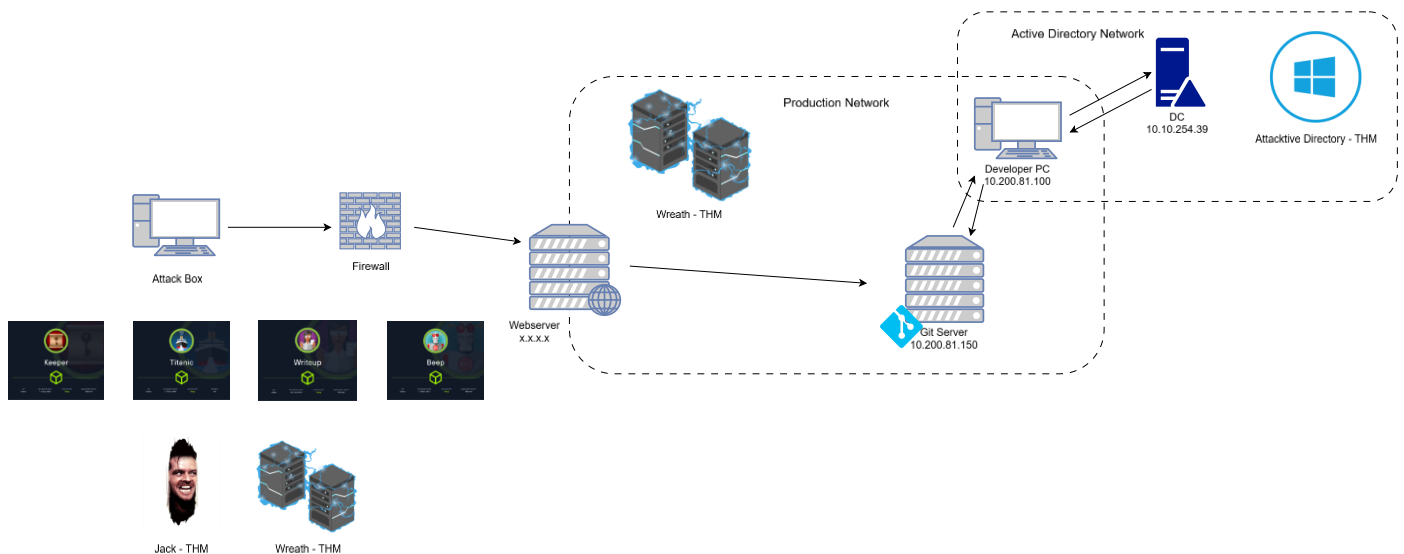 Active Directory Network
Production Network
DC
10.10.254.39
Attacktive Directory - THM
Developer PC
10.200.81.100
Wreath - THM
Attack Box
Firewall
Webserver
x.x.x.x
Git Server
10.200.81.150
Keeper
Titanic
Writeup
Beep
Jack - THM
Wreath - THM